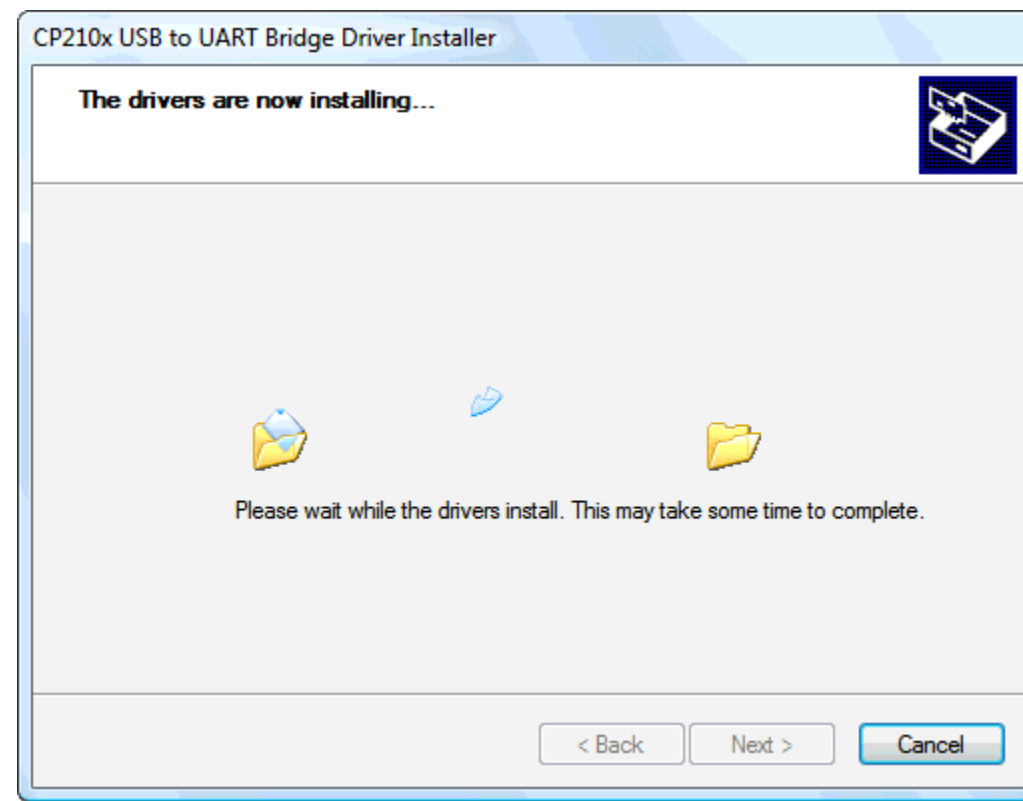 CP210x USB to UART Bridge Driver Installer
The drivers are now installing...
Please wait while the drivers install. This may take some time to complete.
< Back
Next >
Cancel